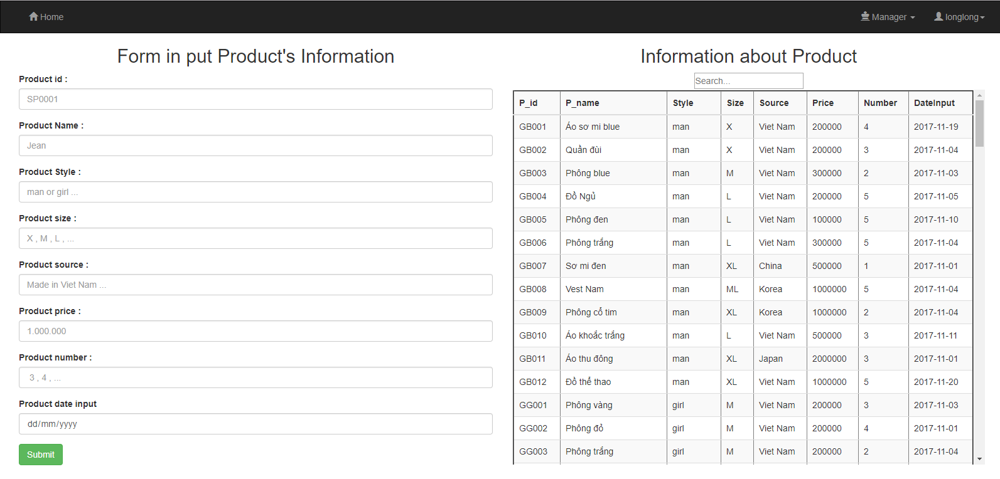 Home Manager longlong
Form in put Product's Information
Product id :
SP0001
Product Name :
Jean
Product Style :
man or girl ...
Product size :
X , M , L , ...
Product source :
Made in Viet Nam ...
Product price :
1.000.000
Product number :
3 , 4 , ...
Product date input
dd/mm/yyyy
Submit
Information about Product
Search...
P_id P_name Style Size Source Price Number DateInput
GB001 Áo sơ mi blue man X Viet Nam 200000 4 2017-11-19
GB002 Quần đùi man X Viet Nam 200000 3 2017-11-04
GB003 Phông blue man M Viet Nam 300000 2 2017-11-03
GB004 Đồ Ngủ man L Viet Nam 200000 5 2017-11-05
GB005 Phông đen man L Viet Nam 100000 5 2017-11-10
GB006 Phông trắng man L Viet Nam 300000 5 2017-11-04
GB007 Sơ mi đen man XL China 500000 1 2017-11-01
GB008 Vest Nam man ML Korea 1000000 5 2017-11-04
GB009 Phông cổ tim man XL Korea 1000000 2 2017-11-04
GB010 Áo khoắc trắng man L Viet Nam 500000 3 2017-11-11
GB011 Áo thu đông man XL Japan 2000000 3 2017-11-01
GB012 Đồ thể thao man XL Viet Nam 1000000 5 2017-11-20
GG001 Phông vàng girl M Viet Nam 200000 3 2017-11-03
GG002 Phông đỏ girl M Viet Nam 200000 4 2017-11-01
GG003 Phông trắng girl M Viet Nam 200000 2 2017-11-04